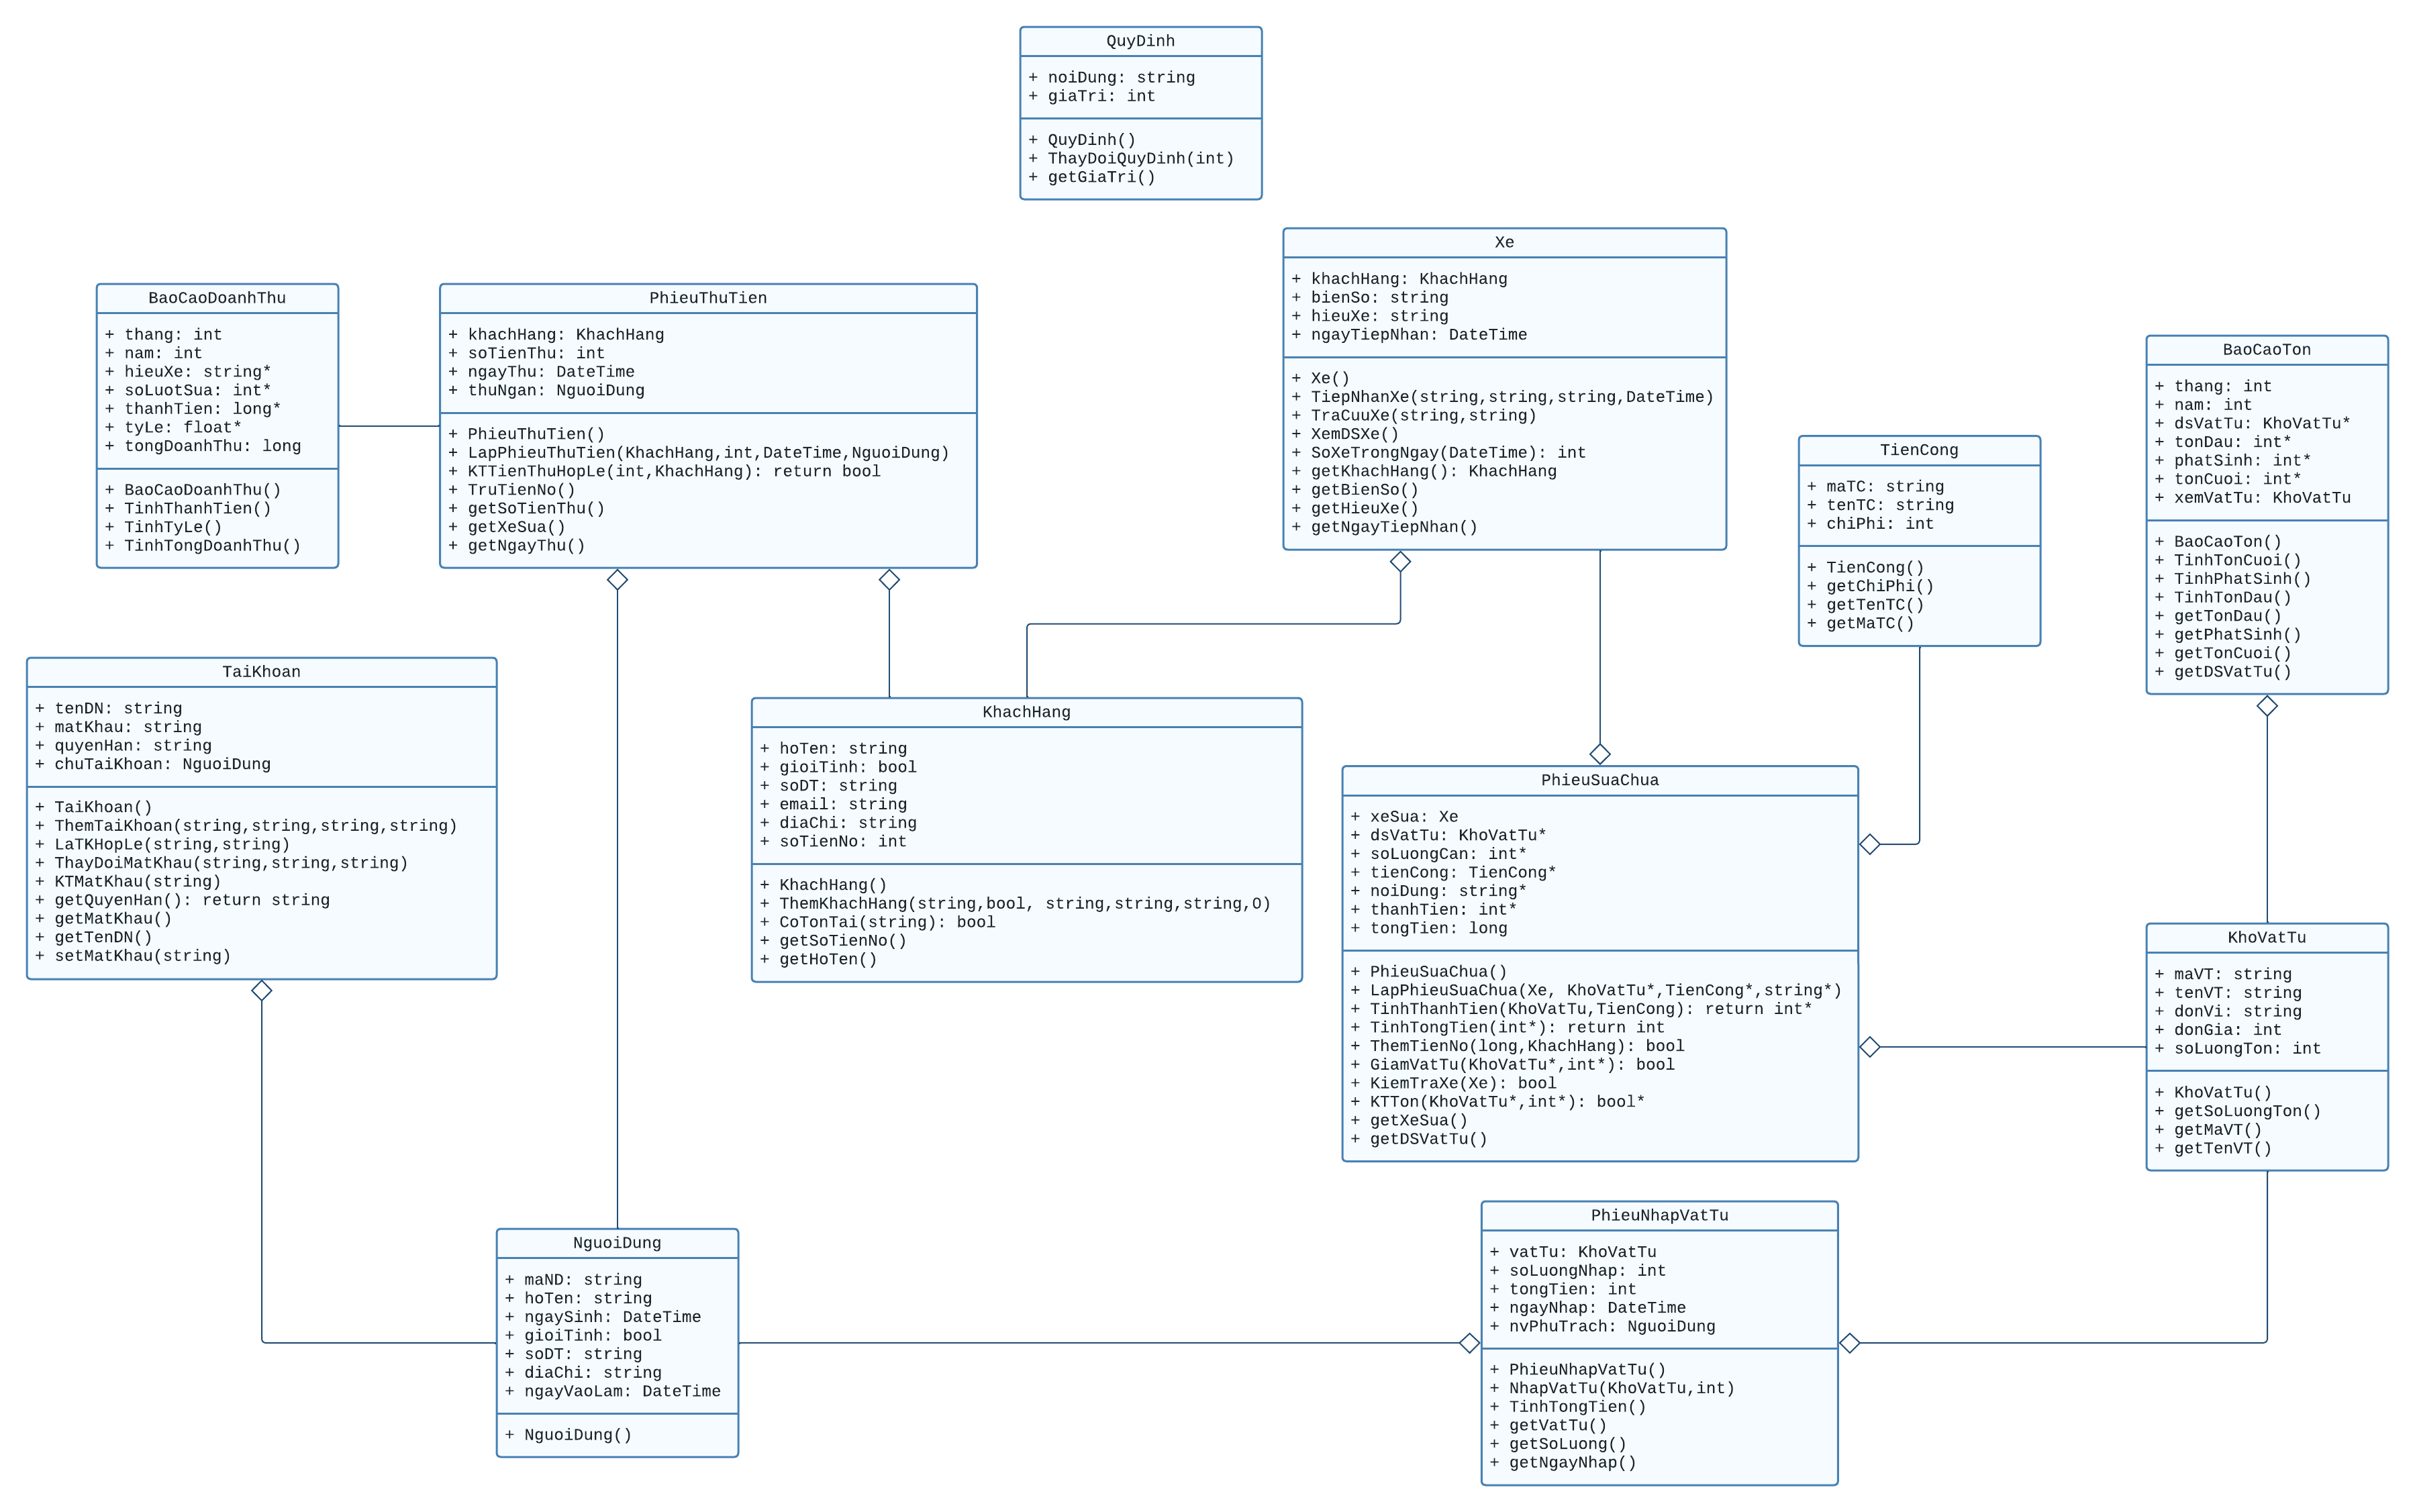 QuyDinh
+ noiDung: string
+ giaTri: int
+ QuyDinh()
+ ThayDoiQuyDinh(int)
+ getGiaTri()
Xe
+ khachHang: KhachHang
+ bienSo: string
+ hieuXe: string
+ ngayTiepNhan: DateTime
+ Xe()
+ TiepNhanXe(string,string,string,DateTime)
+ TraCuuXe(string,string)
+ XemDSXe()
+ SoXeTrongNgay(DateTime): int
+ getKhachHang(): KhachHang
+ getBienSo()
+ getHieuXe()
+ getNgayTiepNhan()
BaoCaoDoanhThu
+ thang: int
+ nam: int
+ hieuXe: string*
+ soLuotSua: int*
+ thanhTien: long*
+ tyLe: float*
+ tongDoanhThu: long
+ BaoCaoDoanhThu()
+ TinhThanhTien()
+ TinhTyLe()
+ TinhTongDoanhThu()
PhieuThuTien
+ khachHang: KhachHang
+ soTienThu: int
+ ngayThu: DateTime
+ thuNgan: NguoiDung
+ PhieuThuTien()
+ LapPhieuThuTien(KhachHang,int,DateTime,NguoiDung)
+ KTTienThuHopLe(int,KhachHang): return bool
+ TruTienNo()
+ getSoTienThu()
+ getXeSua()
+ getNgayThu()
BaoCaoTon
+ thang: int
+ nam: int
+ dsVatTu: KhoVatTu*
+ tonDau: int*
+ phatSinh: int*
+ tonCuoi: int*
+ xemVatTu: KhoVatTu
+ BaoCaoTon()
+ TinhTonCuoi()
+ TinhPhatSinh()
+ TinhTonDau()
+ getTonDau()
+ getPhatSinh()
+ getTonCuoi()
+ getDSVatTu()
TienCong
+ maTC: string
+ tenTC: string
+ chiPhi: int
+ TienCong()
+ getChiPhi()
+ getTenTC()
+ getMaTC()
TaiKhoan
+ tenDN: string
+ matKhau: string
+ quyenHan: string
+ chuTaiKhoan: NguoiDung
+ TaiKhoan()
+ ThemTaiKhoan(string,string,string,string)
+ LaTKHopLe(string,string)
+ ThayDoiMatKhau(string,string,string)
+ KTMatKhau(string)
+ getQuyenHan(): return string
+ getMatKhau()
+ getTenDN()
+ setMatKhau(string)
KhachHang
+ hoTen: string
+ gioiTinh: bool
+ soDT: string
+ email: string
+ diaChi: string
+ soTienNo: int
+ KhachHang()
+ ThemKhachHang(string,bool, string,string,string,O)
+ CoTonTai(string): bool
+ getSoTienNo()
+ getHoTen()
PhieuSuaChua
+ xeSua: Xe
+ dsVatTu: KhoVatTu*
+ soLuongCan: int*
+ tienCong: TienCong*
+ noiDung: string*
+ thanhTien: int*
+ tongTien: long
+ PhieuSuaChua()
+ LapPhieuSuaChua(Xe, KhoVatTu*,TienCong*,string*)
+ TinhThanhTien(KhoVatTu,TienCong): return int*
+ TinhTongTien(int*): return int
+ ThemTienNo(long,KhachHang): bool
+ GiamVatTu(KhoVatTu*,int*): bool
+ KiemTraXe(Xe): bool
+ KTTon(KhoVatTu*,int*): bool*
+ getXeSua()
+ getDSVatTu()
KhoVatTu
+ maVT: string
+ tenVT: string
+ donVi: string
+ donGia: int
+ soLuongTon: int
+ KhoVatTu()
+ getSoLuongTon()
+ getMaVT()
+ getTenVT()
NguoiDung
+ maND: string
+ hoTen: string
+ ngaySinh: DateTime
+ gioiTinh: bool
+ soDT: string
+ diaChi: string
+ ngayVaoLam: DateTime
+ NguoiDung()
PhieuNhapVatTu
+ vatTu: KhoVatTu
+ soLuongNhap: int
+ tongTien: int
+ ngayNhap: DateTime
+ nvPhuTrach: NguoiDung
+ PhieuNhapVatTu()
+ NhapVatTu(KhoVatTu,int)
+ TinhTongTien()
+ getVatTu()
+ getSoLuong()
+ getNgayNhap()